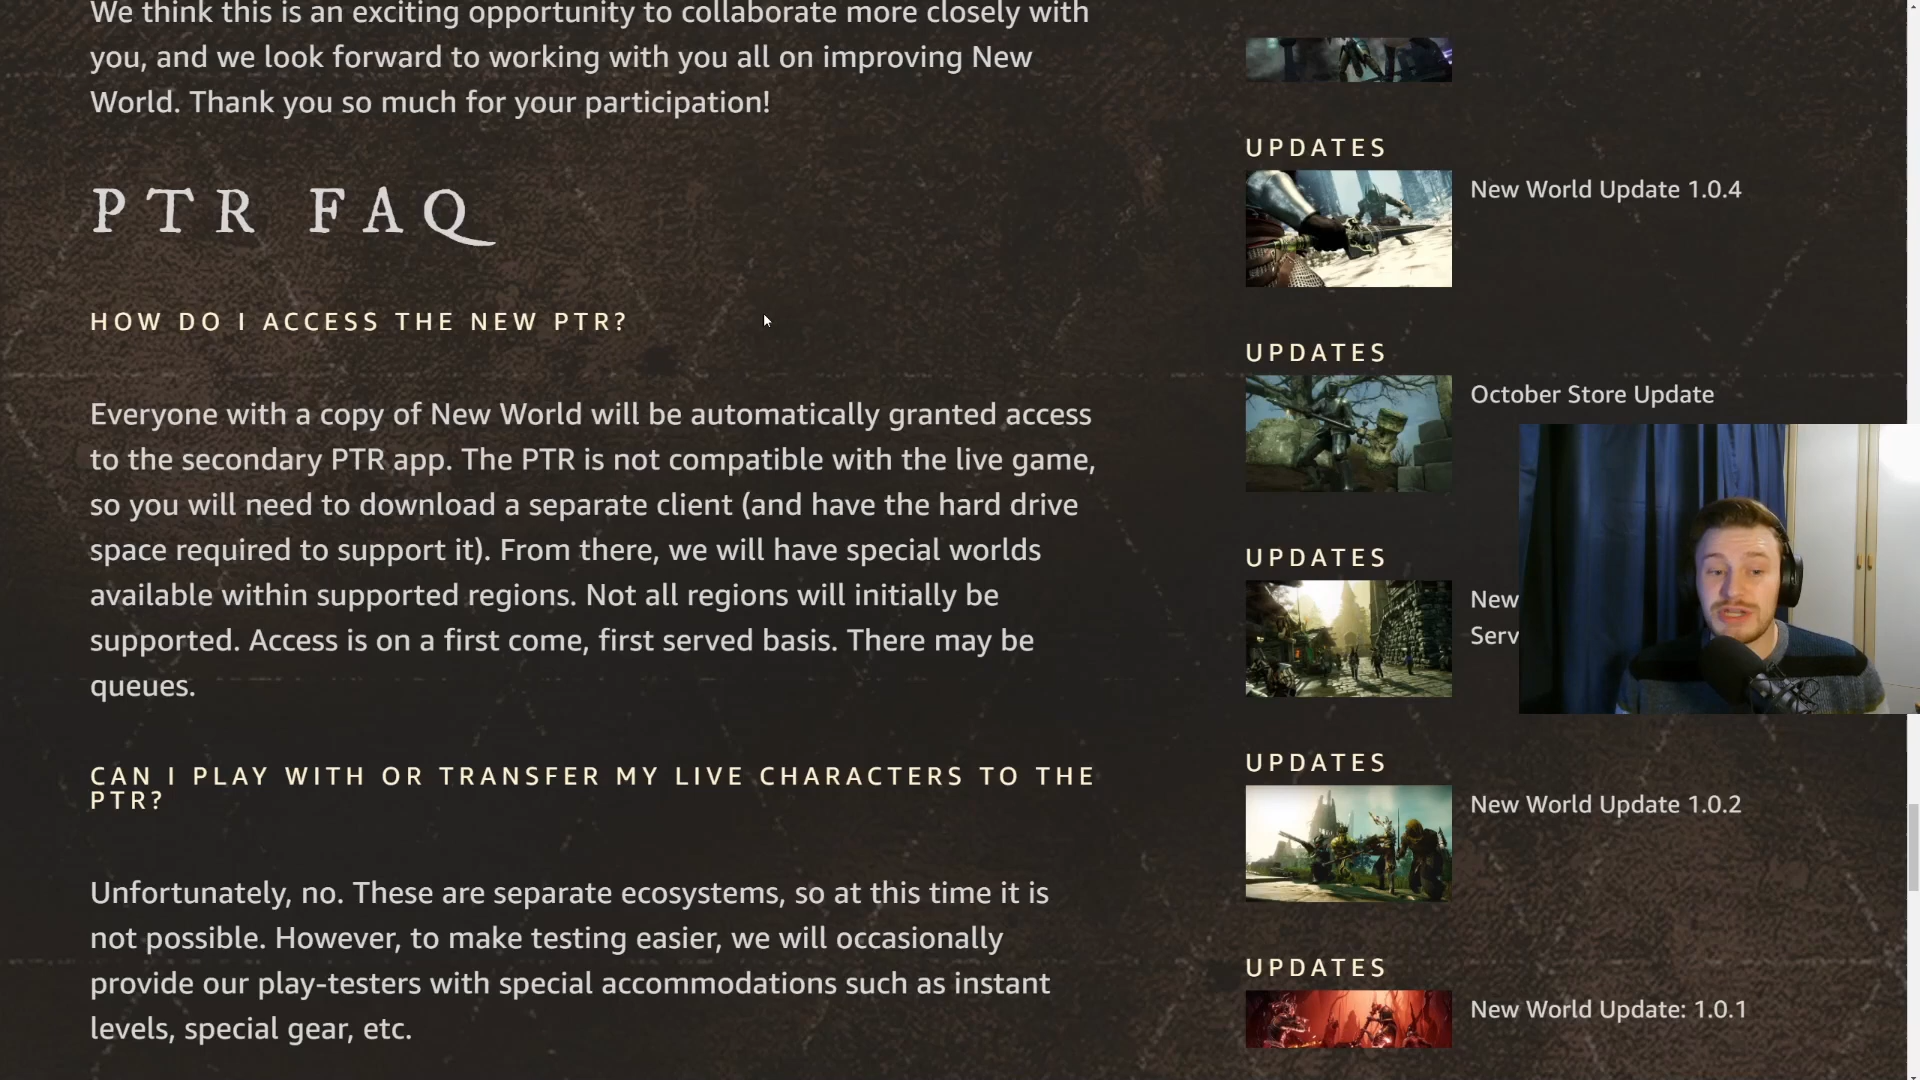 We think this is an exciting opportunity to collaborate more closely with
you, and we look forward to working with you all on improving New
World. Thank you so much for your participation!
PTR FAQ
HOW DO I ACCESS THE NEW PTR?
Everyone with a copy of New World will be automatically granted access
to the secondary PTR app. The PTR is not compatible with the live game,
so you will need to download a separate client (and have the hard drive
space required to support it). From there, we will have special worlds
available within supported regions. Not all regions will initially be
supported. Access is on a first come, first served basis. There may be
queues.
CAN I PLAY WITH OR TRANSFER MY LIVE CHARACTERS TO THE
PTR?
Unfortunately, no. These are separate ecosystems, so at this time it is
not possible. However, to make testing easier, we will occasionally
provide our play-testers with special accommodations such as instant
levels, special gear, etc.
UPDATES
New World Update 1.0.4
UPDATES
October Store Update
UPDATES
New
Serv
UPDATES
New World Update 1.0.2
UPDATES
New World Update: 1.0.1